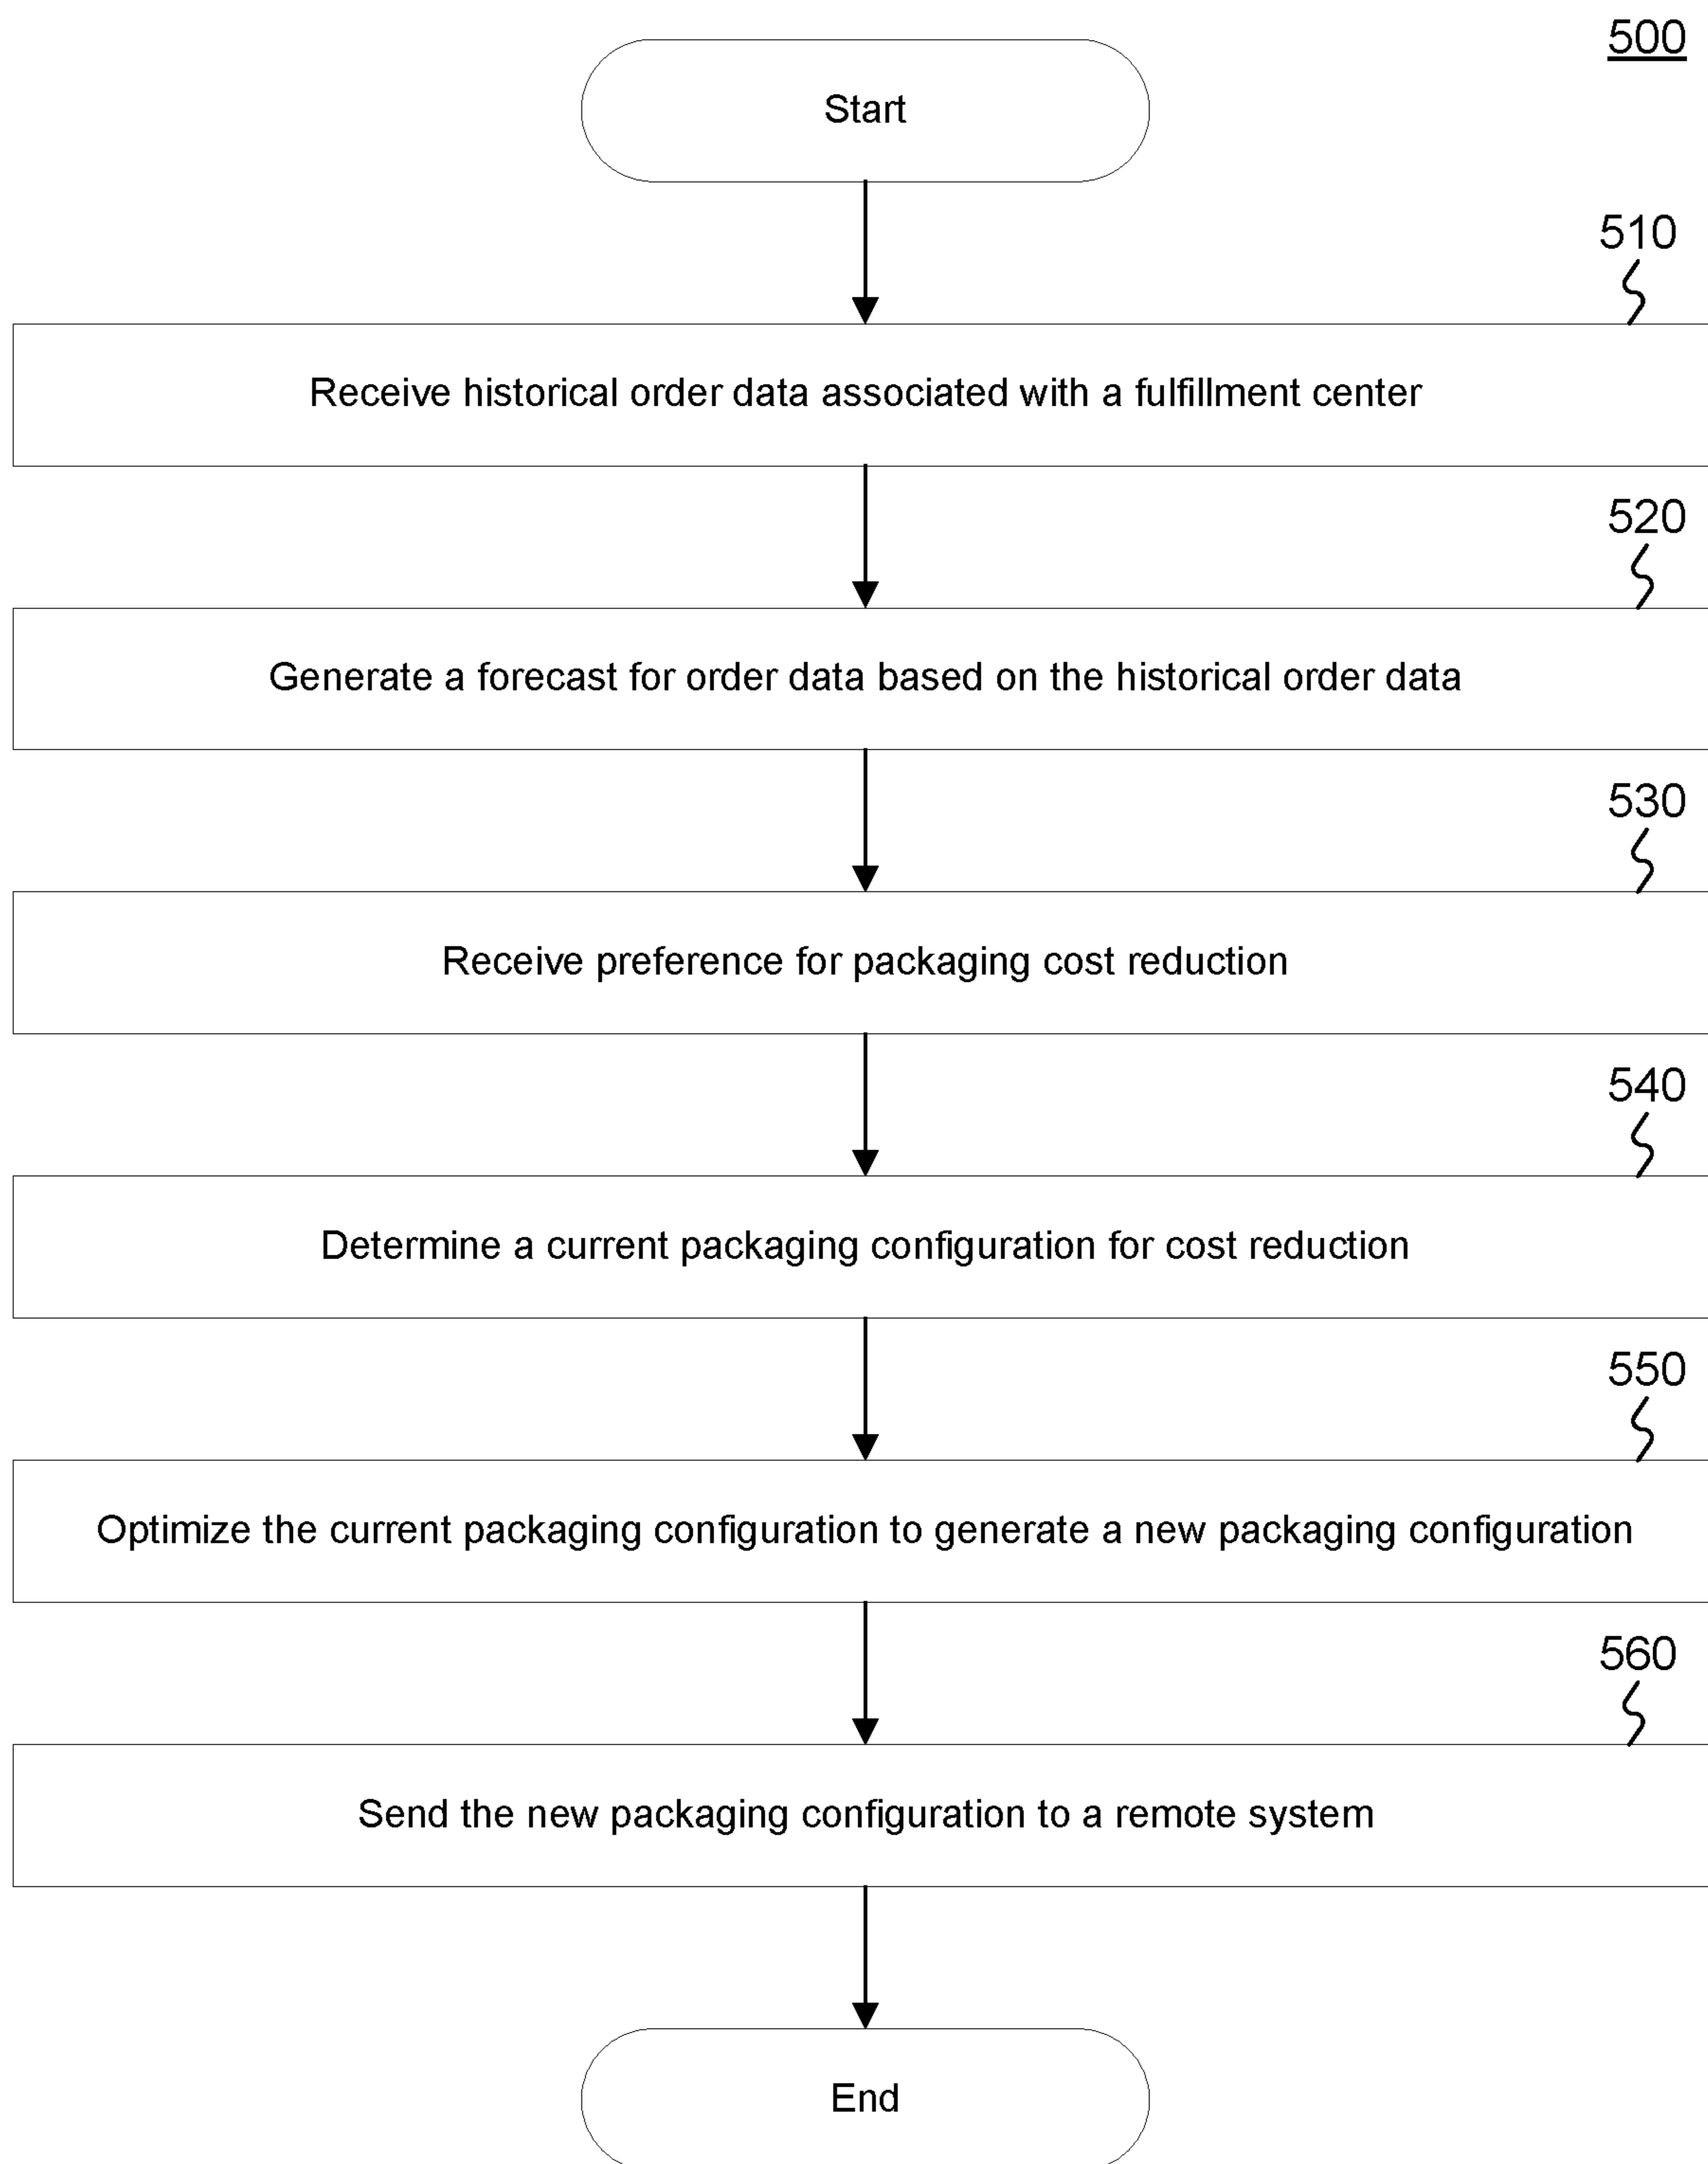 500
Start
510
Receive historical order data associated with a fulfillment center
520
Generate a forecast for order data based on the historical order data
530
Receive preference for packaging cost reduction
540
Determine a current packaging configuration for cost reduction
550
Optimize the current packaging configuration to generate a new packaging configuration
560
Send the new packaging configuration to a remote system
End